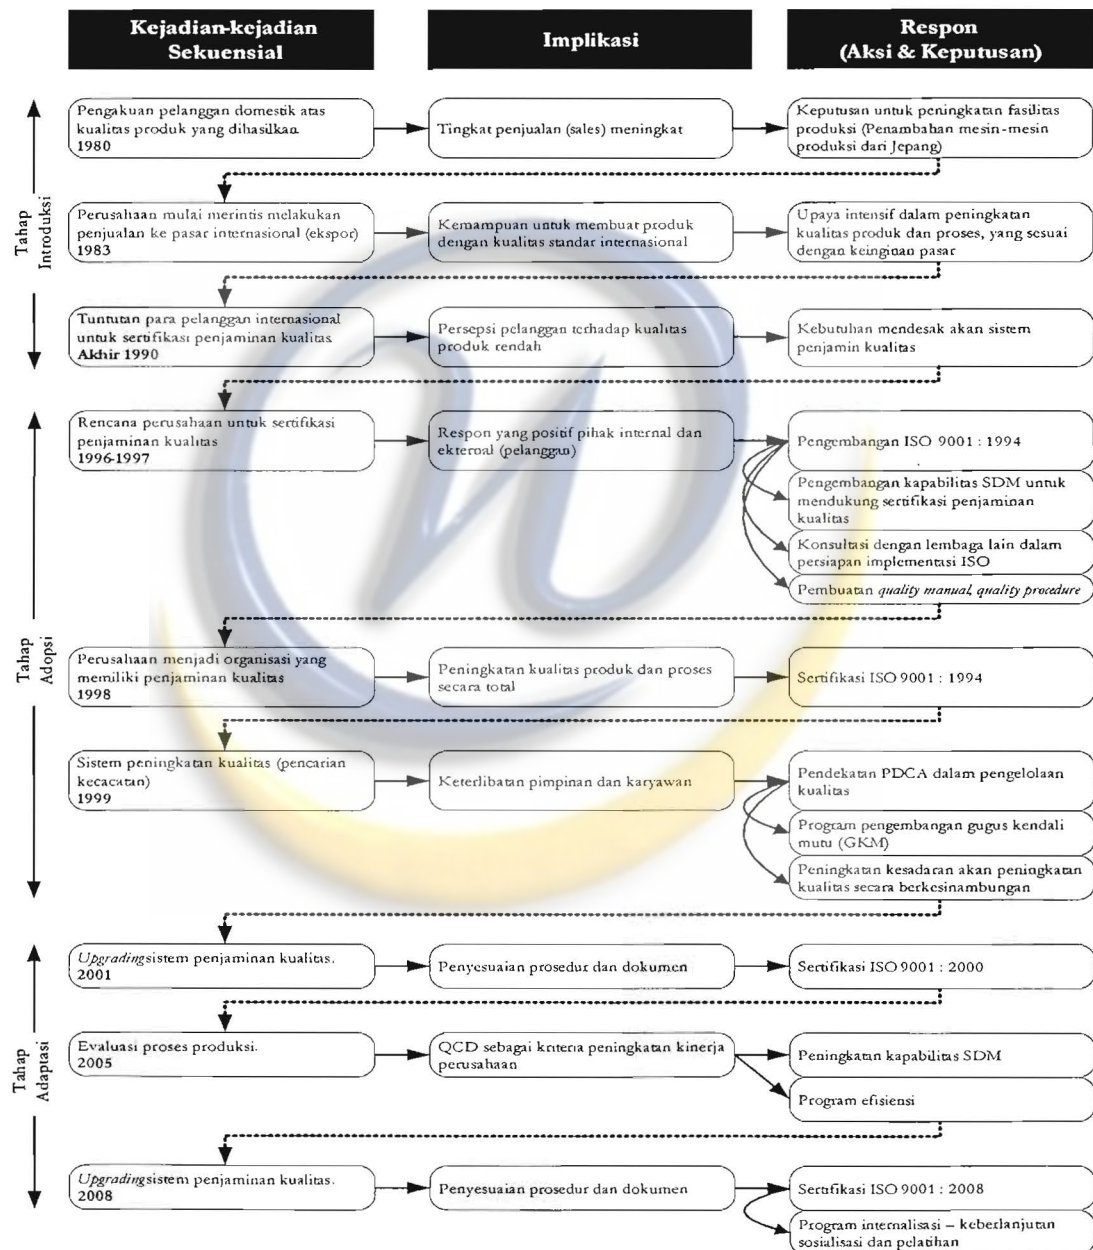 Kejadian-kejadian
Sekuensial
Implikasi
Respon
(Aksi & Keputusan)
Tahap
Introduksi
Pengakuan pelanggan domestik atas
kualitas produk yang dihasilkan.
1980
Tingkat penjualan (sales) meningkat
Keputusan untuk peningkatan fasilitas
produksi (Penambahan mesin-mesin
produksi dari Jepang)
Perusahaan mulai merintis melakukan
penjualan ke pasar internasional (ekspor)
1983
Kemampuan untuk membuat produk
dengan kualitas standar internasional
Upaya intensif dalam peningkatan
kualitas produk dan proses, yang sesuai
dengan keinginan pasar
Tuntutan para pelanggan internasional
untuk sertifikasi penjaminan kualitas.
Akhir 1990
Persepsi pelanggan terhadap kualitas
produk rendah
Kebutuhan mendesak akan sistem
penjamin kualitas
Tahap
Adopsi
Rencana perusahaan untuk sertifikasi
penjaminan kualitas
1996-1997
Respon yang positif pihak internal dan
ekternal (pelanggan)
Pengembangan ISO 9001 : 1994
Pengembangan kapabilitas SDM untuk
mendukung sertifikasi penjaminan
kualitas
Konsultasi dengan lembaga lain dalam
persiapan implementasi ISO
Pembuatan quality manual, quality procedure
Perusahaan menjadi organisasi yang
memiliki penjaminan kualitas
1998
Peningkatan kualitas produk dan proses
secara total
Sertifikasi ISO 9001 : 1994
Sistem peningkatan kualitas (pencarian
kecacatan)
1999
Keterlibatan pimpinan dan karyawan
Pendekatan PDCA dalam pengelolaan
kualitas
Program pengembangan gugus kendali
mutu (GKM)
Peningkatan kesadaran akan peningkatan
kualitas secara berkesinambungan
Tahap
Adaptasi
Upgrading sistem penjaminan kualitas.
2001
Penyesuaian prosedur dan dokumen
Sertifikasi ISO 9001 : 2000
Evaluasi proses produksi.
2005
QCD sebagai kriteria peningkatan kinerja
perusahaan
Peningkatan kapabilitas SDM
Program efisiensi
Upgrading sistem penjaminan kualitas.
2008
Penyesuaian prosedur dan dokumen
Sertifikasi ISO 9001 : 2008
Program internalisasi – keberlanjutan
sosialisasi dan pelatihan